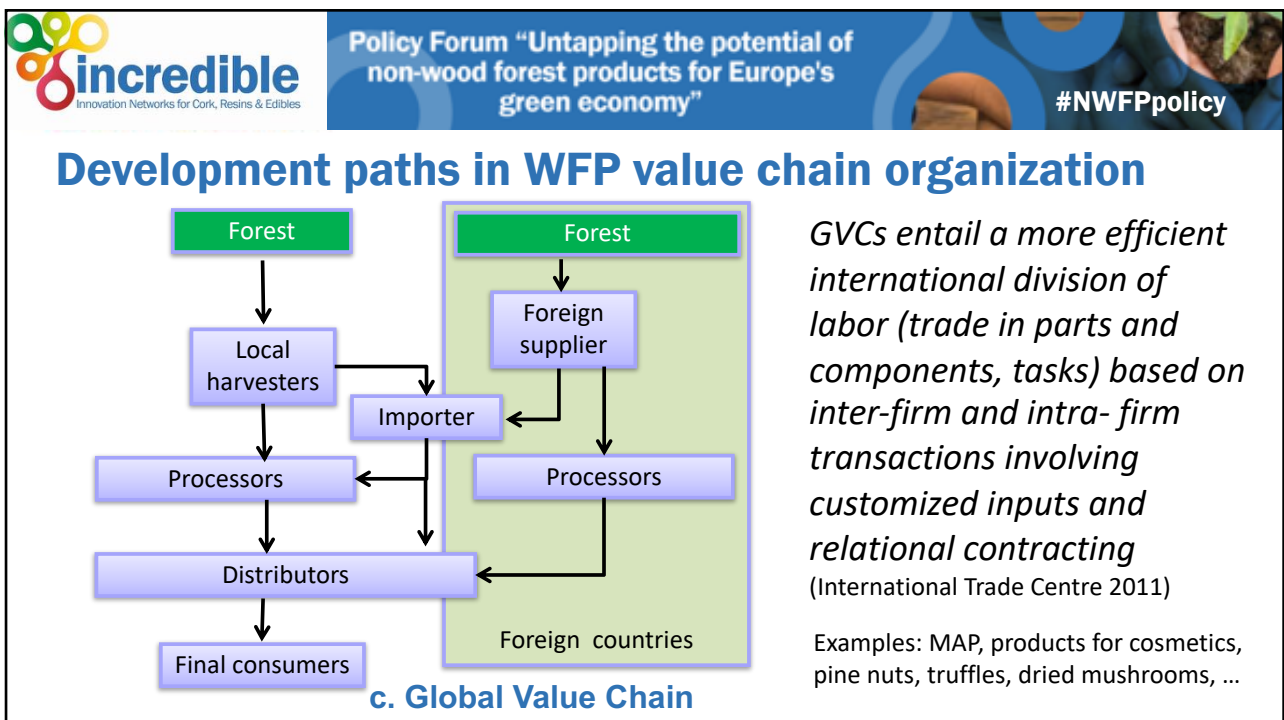 incredible
Innovation Networks for Cork, Resins & Edibles
Policy Forum “Untapping the potential of
non-wood forest products for Europe's
green economy”
#NWFPpolicy
Development paths in WFP value chain organization
Forest
Forest
Foreign
supplier
Local
harvesters
Importer
Processors
Processors
Distributors
Foreign countries
Final consumers
c. Global Value Chain
GVCs entail a more efficient
international division of
labor (trade in parts and
components, tasks) based on
inter-firm and intra- firm
transactions involving
customized inputs and
relational contracting
(International Trade Centre 2011)
Examples: MAP, products for cosmetics,
pine nuts, truffles, dried mushrooms, …